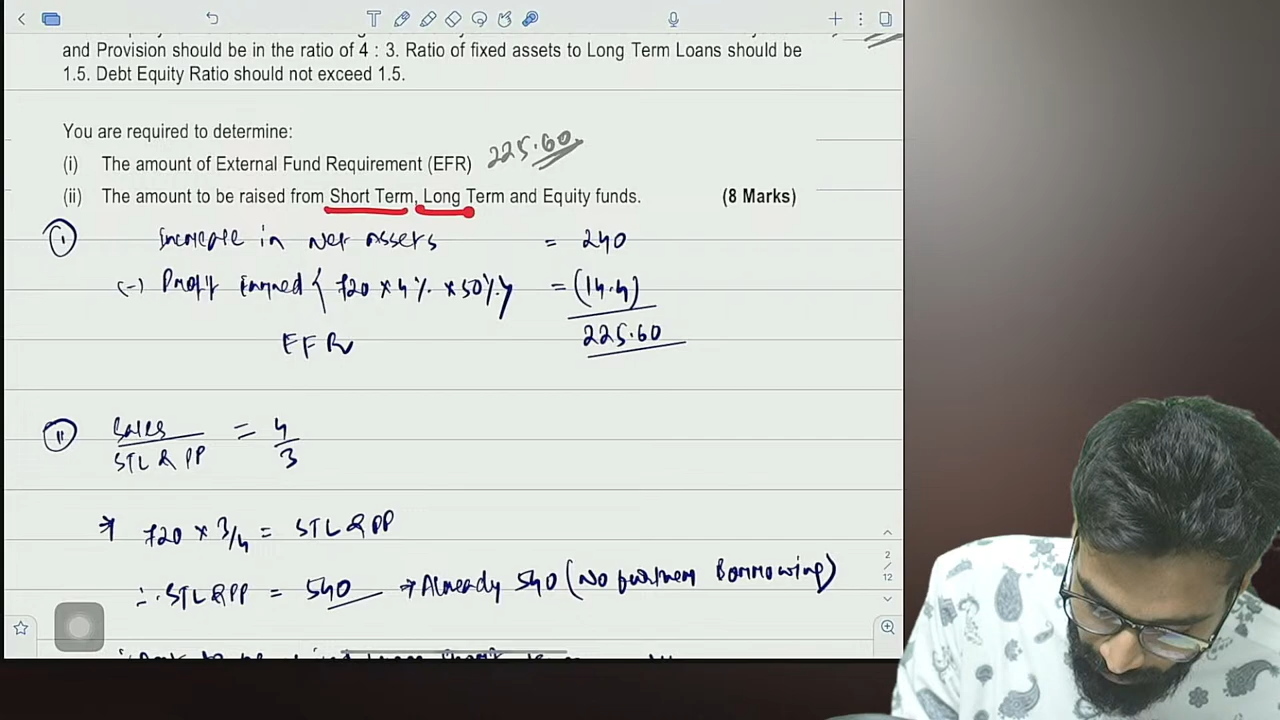 and Provision should be in the ratio of 4 : 3. Ratio of fixed assets to Long Term Loans should be
1.5. Debt Equity Ratio should not exceed 1.5.
You are required to determine:
(i) The amount of External Fund Requirement (EFR) 225.60
(ii) The amount to be raised from Short Term, Long Term and Equity funds. (8 Marks)
(i) Increase in Net Assets = 240
(-) Profit Earned { 720 × 4% × 50% } = (14.4)
EFR 225.60
(ii) Sales / STL & PP = 4/3
⇒ 720 × 3/4 = STL & PP
∴ STL & PP = 540 → Already 540 (No further Borrowing)
2
/
12